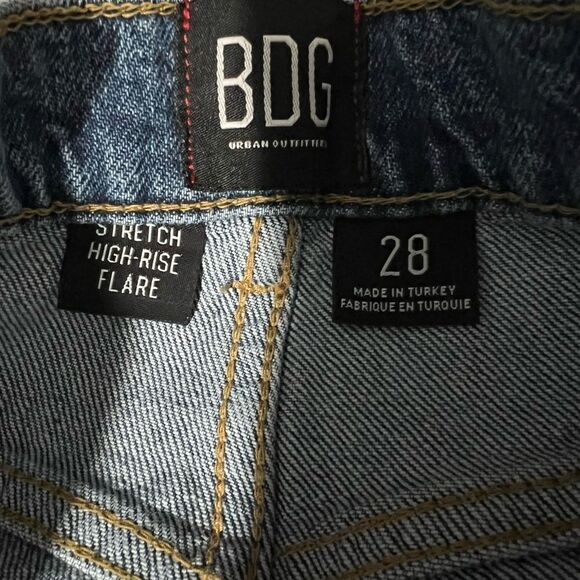 BDG
URBAN OUTFITTERS
STRETCH
HIGH-RISE
FLARE
28
MADE IN TURKEY
FABRIQUE EN TURQUIE